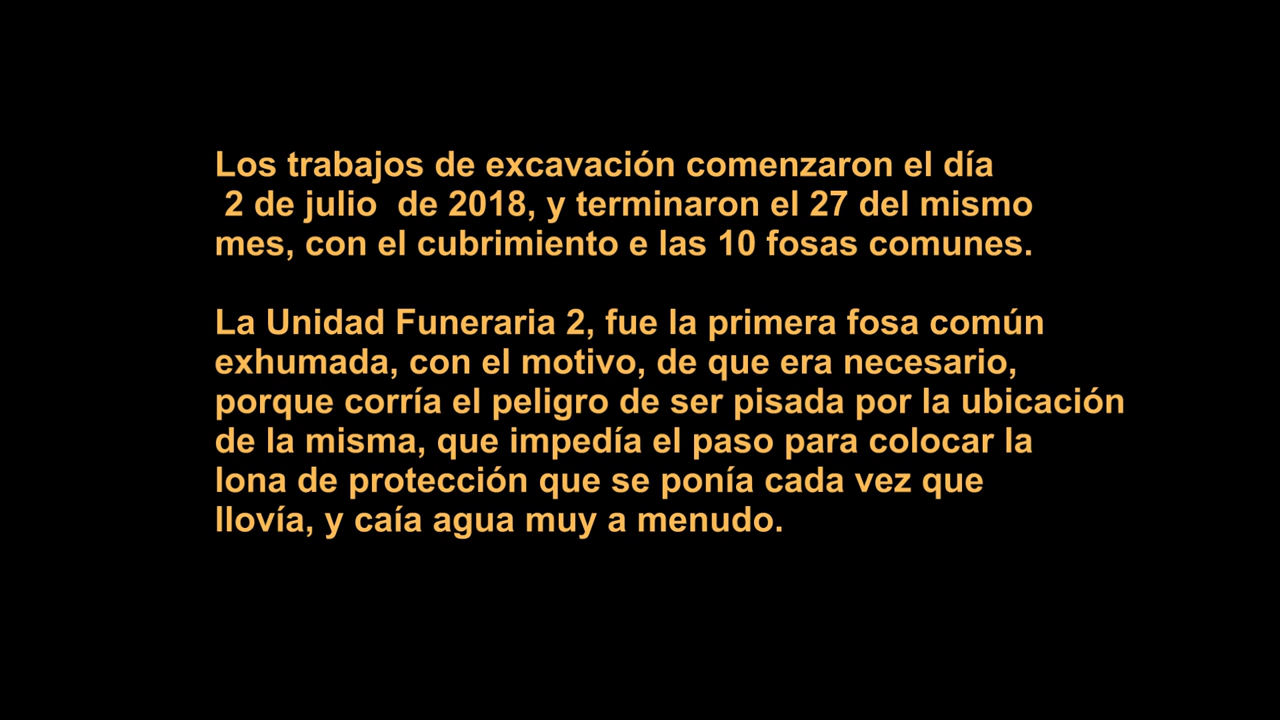 Los trabajos de excavación comenzaron el día
2 de julio  de 2018, y terminaron el 27 del mismo
mes, con el cubrimiento e las 10 fosas comunes.
La Unidad Funeraria 2, fue la primera fosa común
exhumada, con el motivo, de que era necesario,
porque corría el peligro de ser pisada por la ubicación
de la misma, que impedía el paso para colocar la
lona de protección que se ponía cada vez que
llovía, y caía agua muy a menudo.